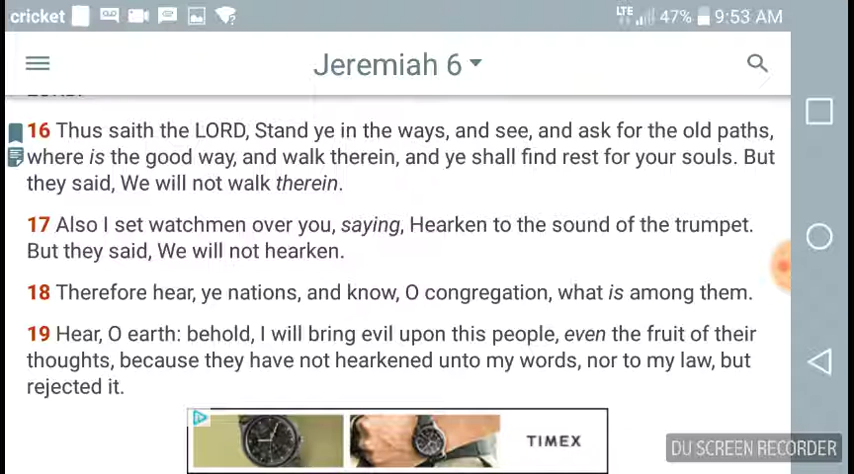 cricket LTE 47% 9:53 AM
Jeremiah 6
16 Thus saith the LORD, Stand ye in the ways, and see, and ask for the old paths,
where is the good way, and walk therein, and ye shall find rest for your souls. But
they said, We will not walk therein.
17 Also I set watchmen over you, saying, Hearken to the sound of the trumpet.
But they said, We will not hearken.
18 Therefore hear, ye nations, and know, O congregation, what is among them.
19 Hear, O earth: behold, I will bring evil upon this people, even the fruit of their
thoughts, because they have not hearkened unto my words, nor to my law, but
rejected it.
TIMEX
DU SCREEN RECORDER